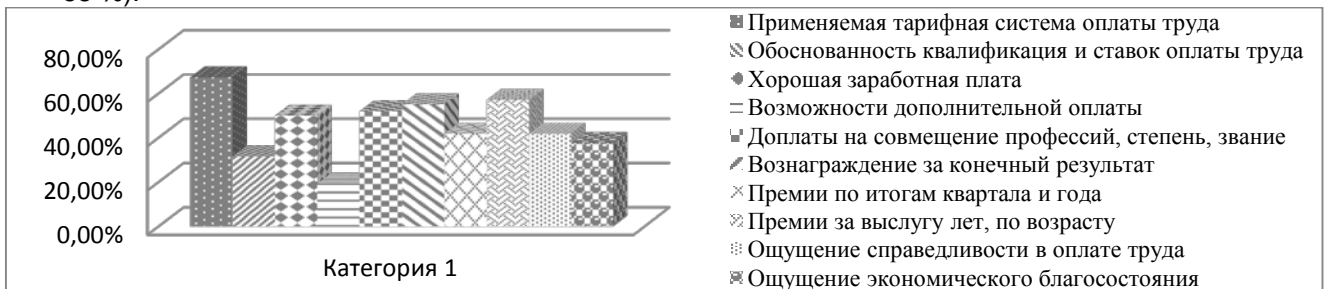 80,00%
60,00%
40,00%
20,00%
0,00%
Категория 1
Применяемая тарифная система оплаты труда
Обоснованность квалификация и ставок оплаты труда
Хорошая заработная плата
Возможности дополнительной оплаты
Доплаты на совмещение профессий, степень, звание
Вознаграждение за конечный результат
Премии по итогам квартала и года
Премии за выслугу лет, по возрасту
Ощущение справедливости в оплате труда
Ощущение экономического благосостояния